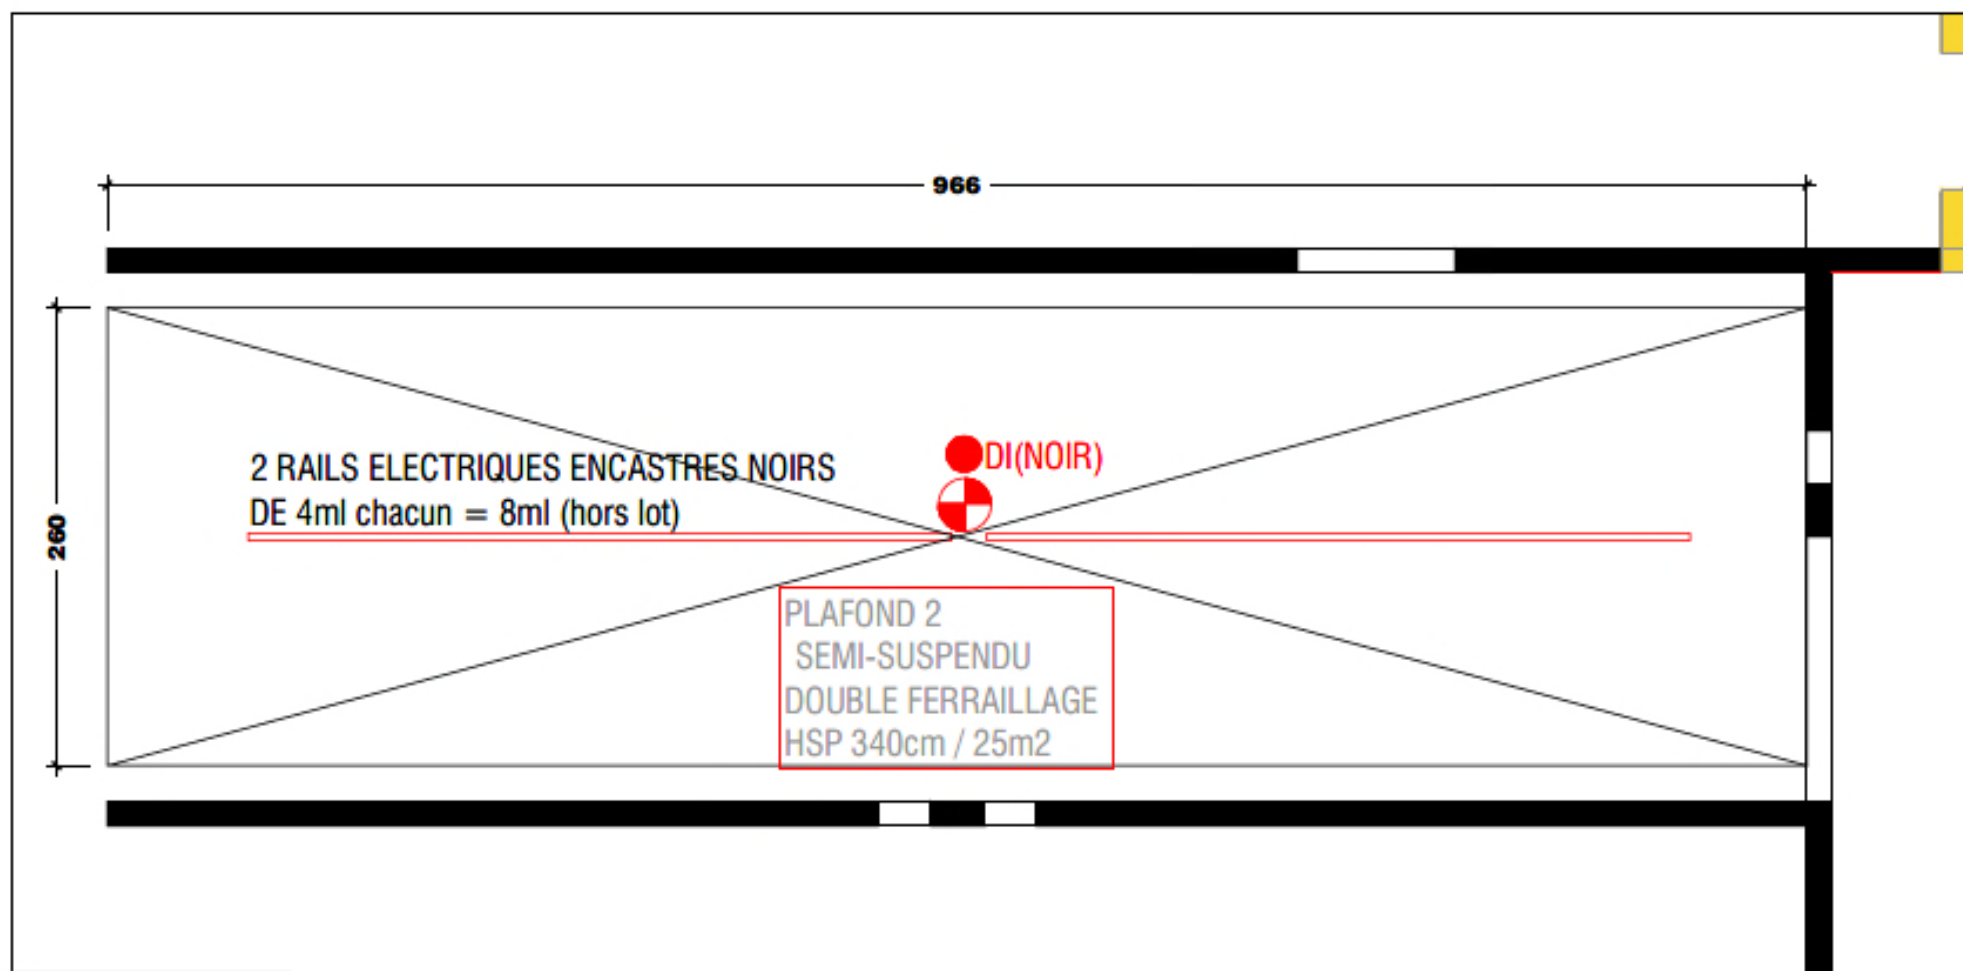 966
260
2 RAILS ELECTRIQUES ENCASTRES NOIRS
DE 4ml chacun = 8ml (hors lot)
DI(NOIR)
PLAFOND 2
SEMI-SUSPENDU
DOUBLE FERRAILLAGE
HSP 340cm / 25m2